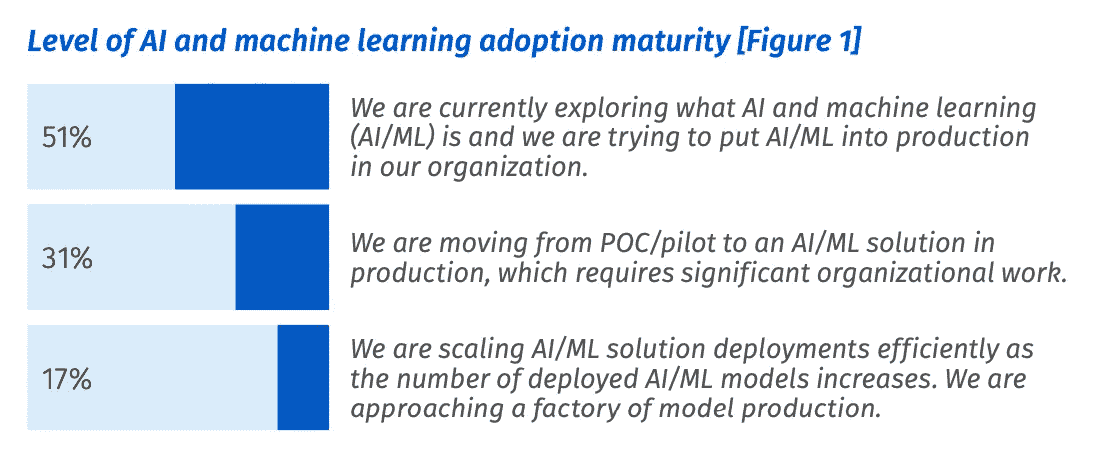 Level of AI and machine learning adoption maturity [Figure 1]
51%
We are currently exploring what AI and machine learning
(AI/ML) is and we are trying to put AI/ML into production
in our organization.
31%
We are moving from POC/pilot to an AI/ML solution in
production, which requires significant organizational work.
17%
We are scaling AI/ML solution deployments efficiently as
the number of deployed AI/ML models increases. We are
approaching a factory of model production.